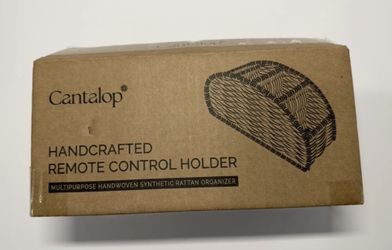 Cantalop
HANDCRAFTED
REMOTE CONTROL HOLDER
MULTIPURPOSE HANDWOVEN SYNTHETIC RATTAN ORGANIZER